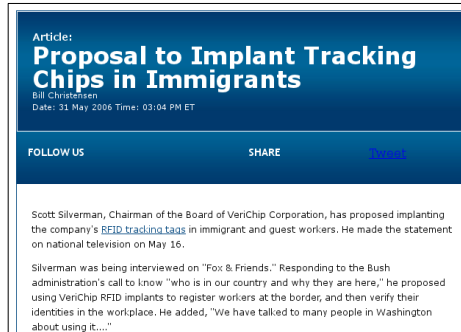 Article:
Proposal to Implant Tracking
Chips in Immigrants
Bill Christensen
Date: 31 May 2006 Time: 03:04 PM ET
FOLLOW US SHARE Tweet
Scott Silverman, Chairman of the Board of VeriChip Corporation, has proposed implanting
the company's RFID tracking tags in immigrant and guest workers. He made the statement
on national television on May 16.
Silverman was being interviewed on "Fox & Friends." Responding to the Bush
administration's call to know "who is in our country and why they are here," he proposed
using VeriChip RFID implants to register workers at the border, and then verify their
identities in the workplace. He added, "We have talked to many people in Washington
about using it...."